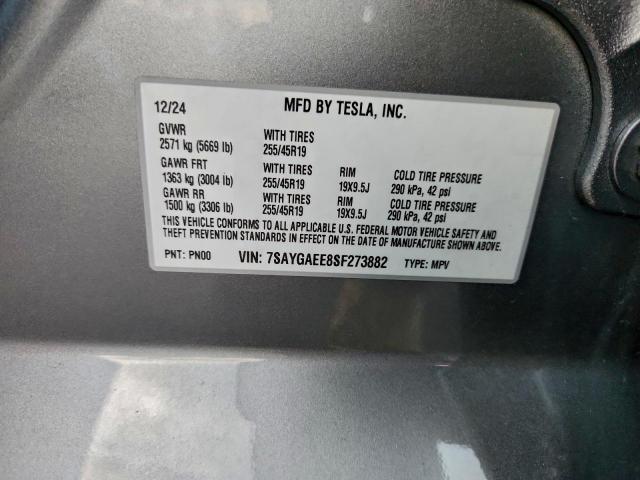 12/24 MFD BY TESLA, INC.
GVWR WITH TIRES
2571 kg (5669 lb) 255/45R19
GAWR FRT WITH TIRES RIM COLD TIRE PRESSURE
1363 kg (3004 lb) 255/45R19 19X9.5J 290 kPa, 42 psi
GAWR RR WITH TIRES RIM COLD TIRE PRESSURE
1500 kg (3306 lb) 255/45R19 19X9.5J 290 kPa, 42 psi
THIS VEHICLE CONFORMS TO ALL APPLICABLE U.S. FEDERAL MOTOR VEHICLE SAFETY AND
THEFT PREVENTION STANDARDS IN EFFECT ON THE DATE OF MANUFACTURE SHOWN ABOVE.
PNT: PN00 VIN: 7SAYGAEE8SF273882 TYPE: MPV